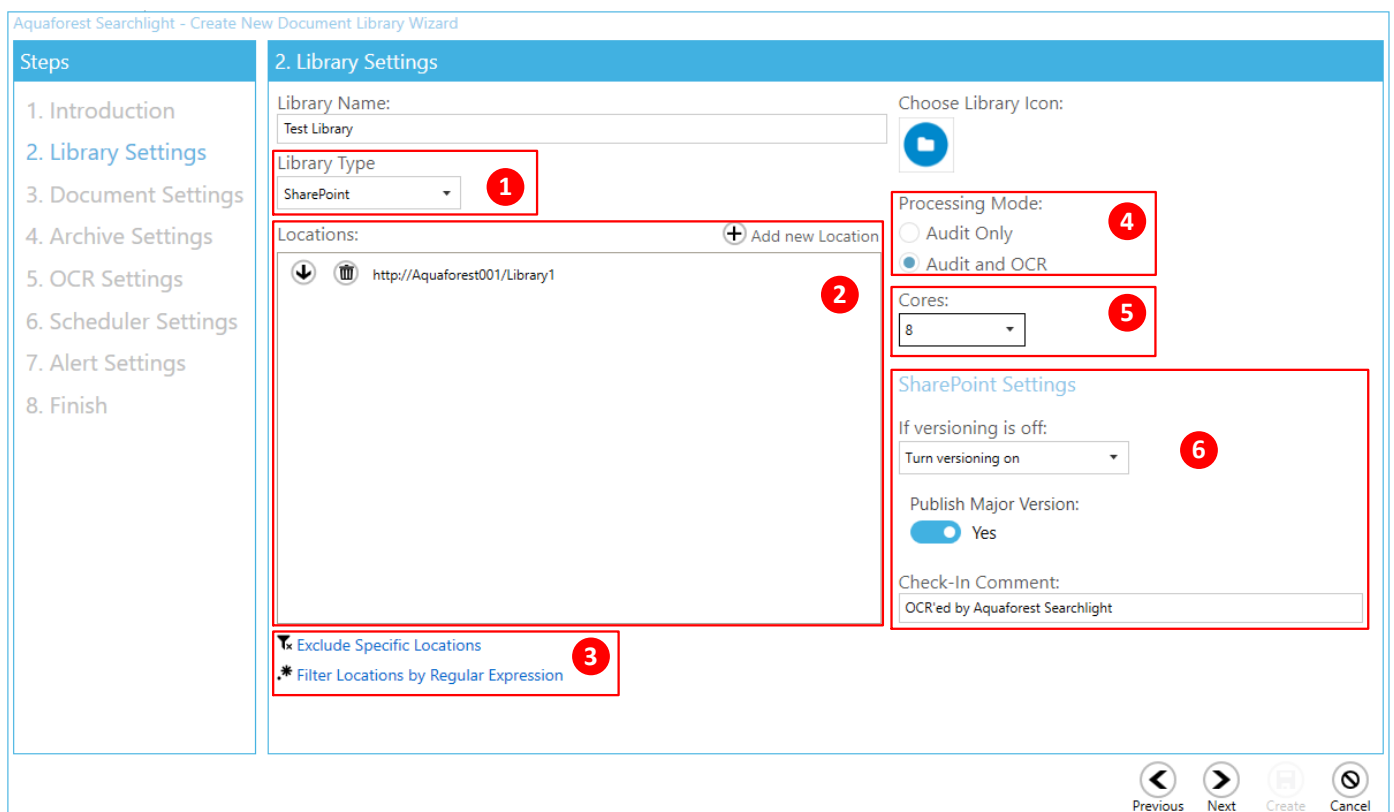 Aquaforest Searchlight - Create New Document Library Wizard
Steps
1. Introduction
2. Library Settings
3. Document Settings
4. Archive Settings
5. OCR Settings
6. Scheduler Settings
7. Alert Settings
8. Finish
2. Library Settings
Library Name:
Test Library
Library Type
SharePoint
1
Locations:
Add new Location
http://Aquaforest001/Library1
2
Exclude Specific Locations
.* Filter Locations by Regular Expression
3
Choose Library Icon:
Processing Mode:
Audit Only
Audit and OCR
4
Cores:
8
5
SharePoint Settings
If versioning is off:
Turn versioning on
6
Publish Major Version:
Yes
Check-In Comment:
OCR'ed by Aquaforest Searchlight
Previous Next Create Cancel